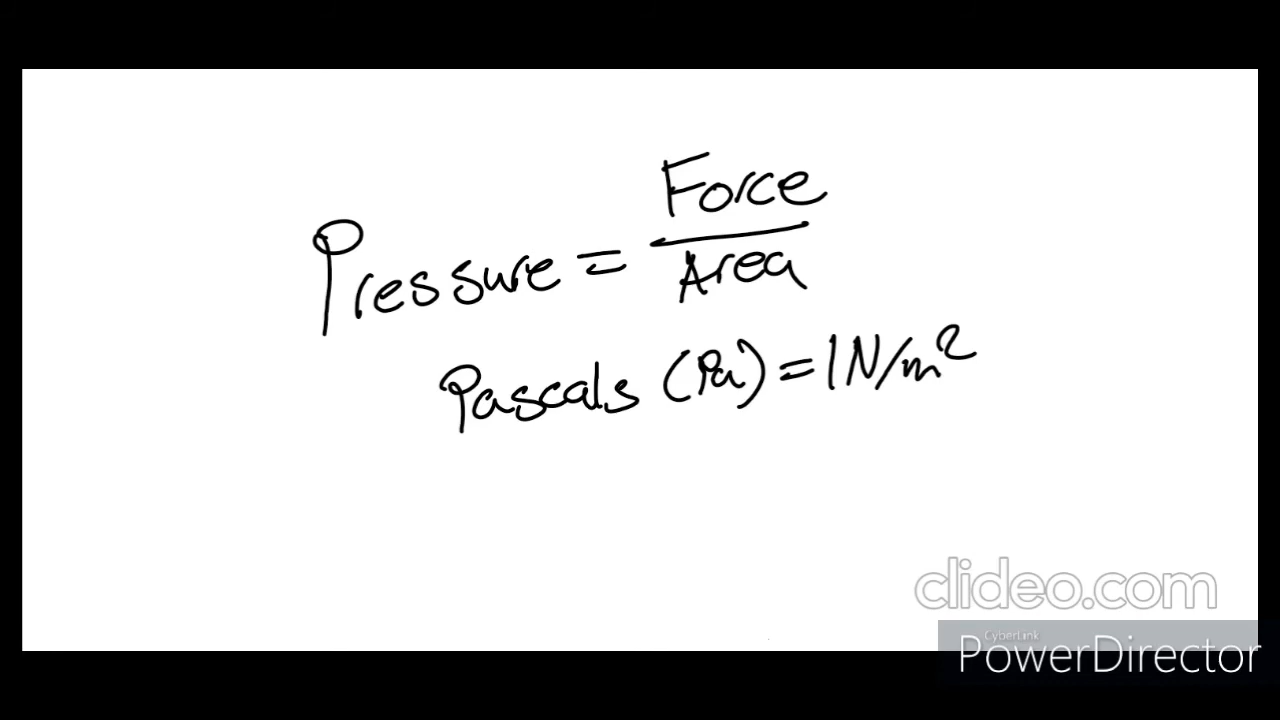 Pressure = Force / Area
Pascals (Pa) = 1N/m²
clideo.com
CyberLink
PowerDirector